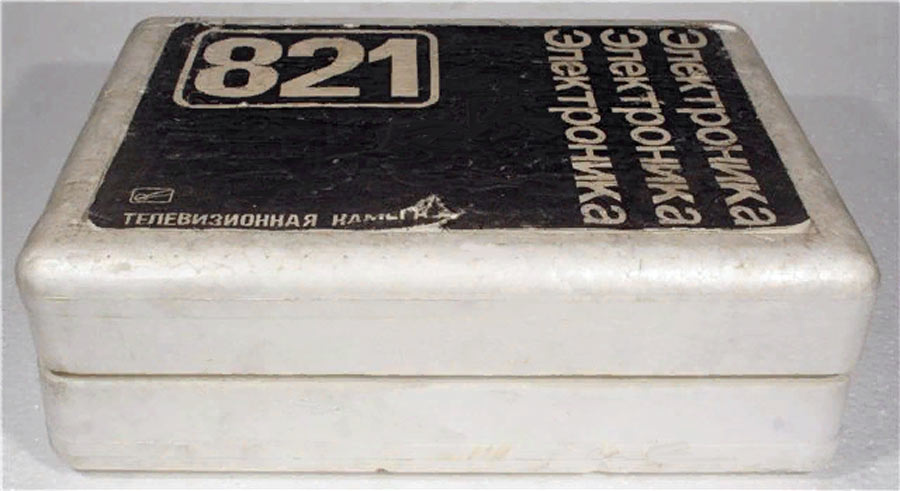 821
Электроника
Электроника
Электроника
ТЕЛЕВИЗИОННАЯ